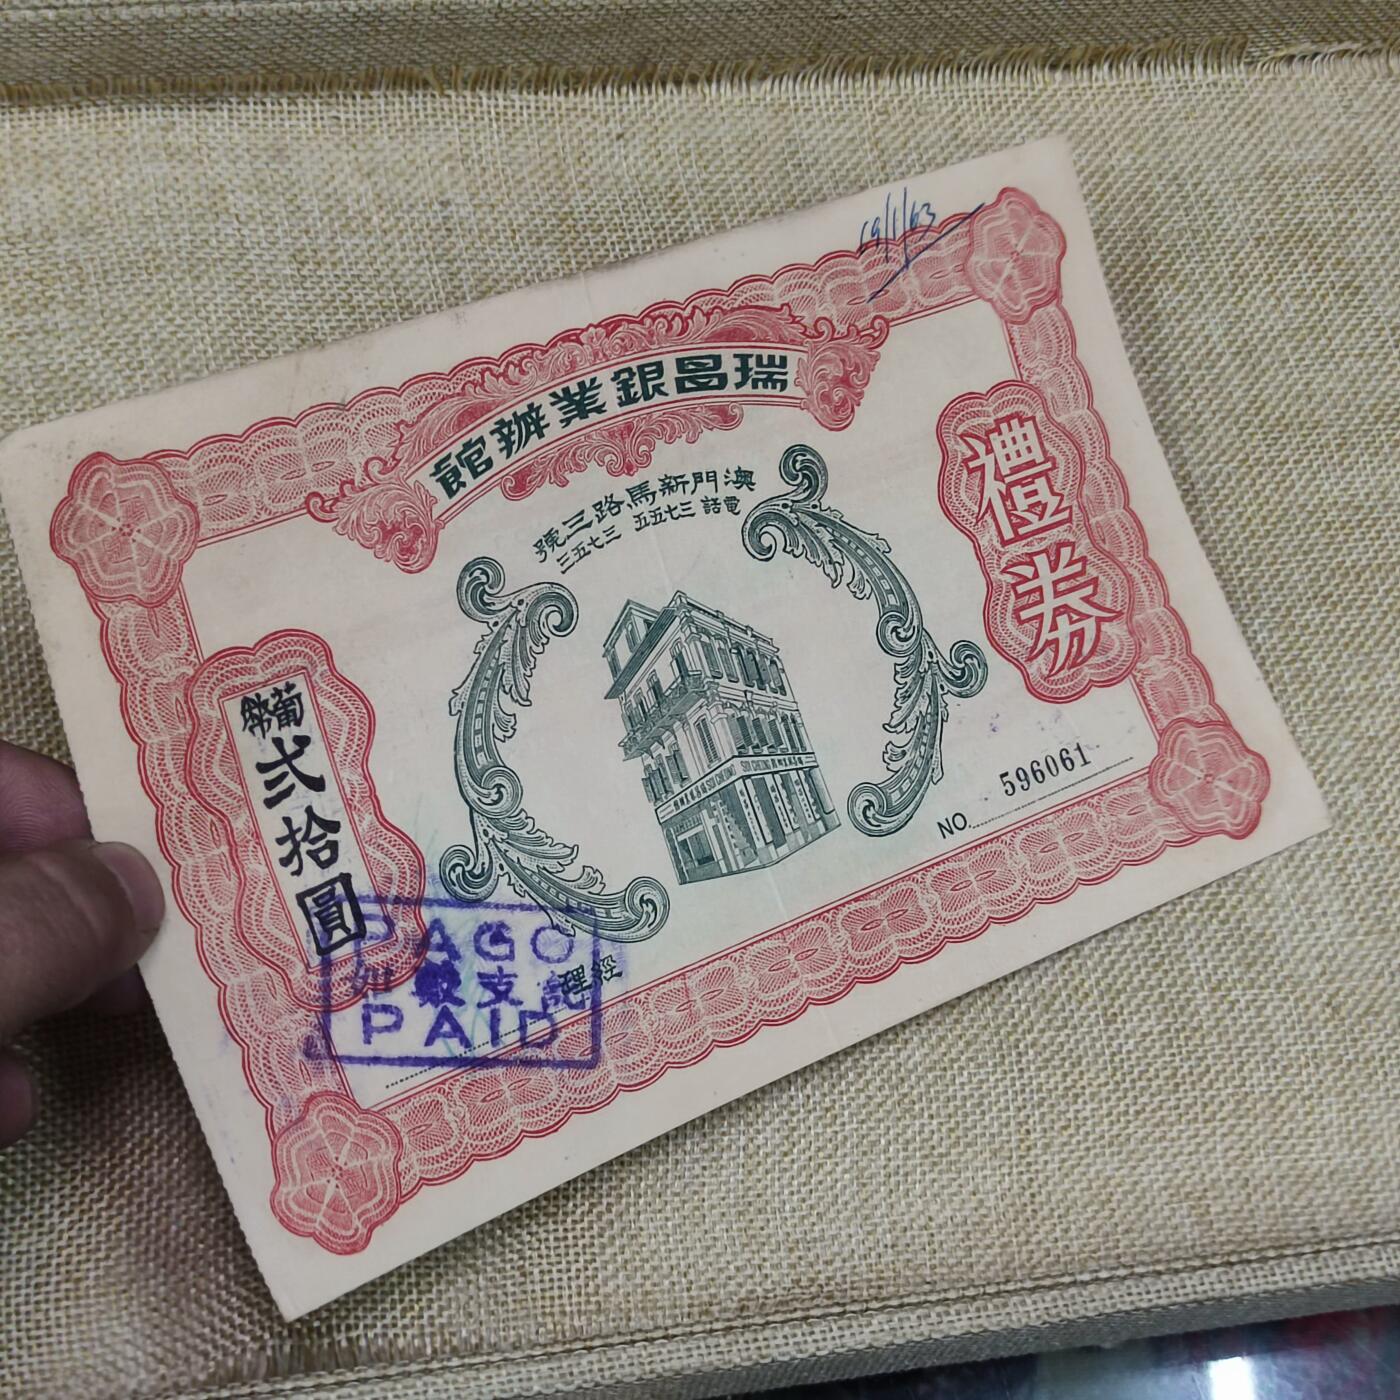 19/1/63
瑞昌銀業辦館
澳門新馬路三號
電話 三七五五 三七五三
禮券
葡幣
弍拾圓
SUI CHEONG
NO. 596061
經理
PAGO
如數支訖
PAID